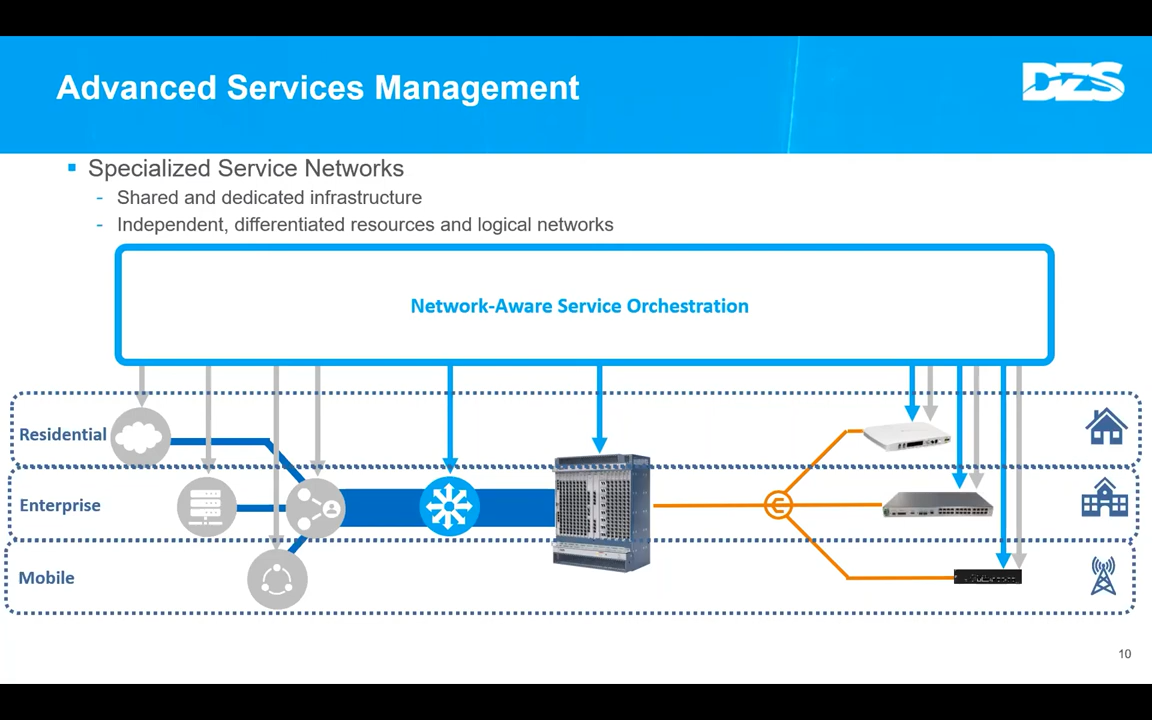 Advanced Services Management
DZS
Specialized Service Networks
- Shared and dedicated infrastructure
- Independent, differentiated resources and logical networks
Network-Aware Service Orchestration
Residential
Enterprise
Mobile
10